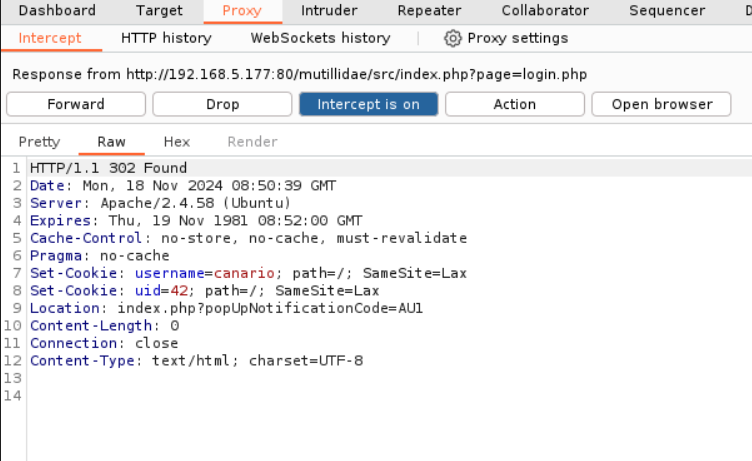 Dashboard Target Proxy Intruder Repeater Collaborator Sequencer D
Intercept HTTP history WebSockets history Proxy settings
Response from http://192.168.5.177:80/mutillidae/src/index.php?page=login.php
Forward Drop Intercept is on Action Open browser
Pretty Raw Hex Render
1 HTTP/1.1 302 Found
2 Date: Mon, 18 Nov 2024 08:50:39 GMT
3 Server: Apache/2.4.58 (Ubuntu)
4 Expires: Thu, 19 Nov 1981 08:52:00 GMT
5 Cache-Control: no-store, no-cache, must-revalidate
6 Pragma: no-cache
7 Set-Cookie: username=canario; path=/; SameSite=Lax
8 Set-Cookie: uid=42; path=/; SameSite=Lax
9 Location: index.php?popUpNotificationCode=AU1
10 Content-Length: 0
11 Connection: close
12 Content-Type: text/html; charset=UTF-8
13
14